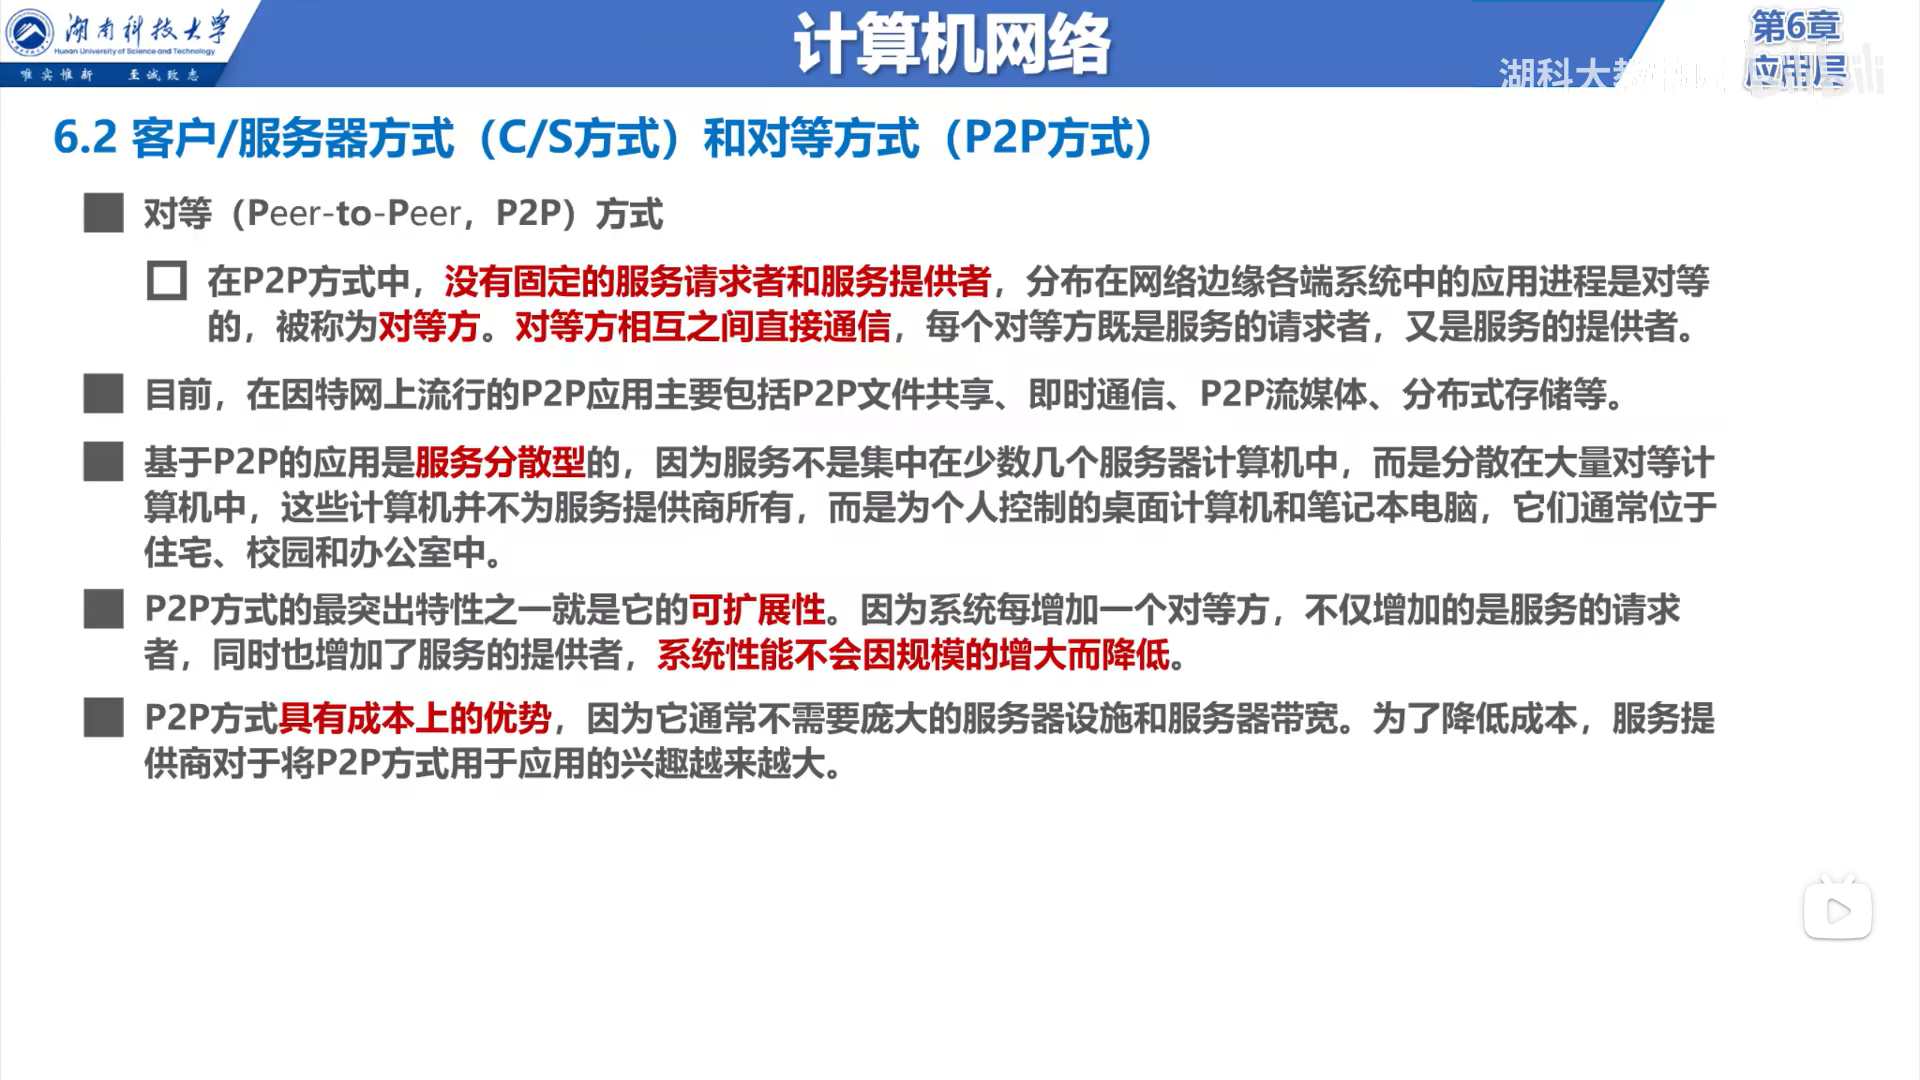 湖南科技大学
Hunan University of Science and Technology
唯实惟新 至诚致志
计算机网络
第6章
应用层
湖科大教书匠
6.2 客户/服务器方式（C/S方式）和对等方式（P2P方式）
对等（Peer-to-Peer，P2P）方式
在P2P方式中，没有固定的服务请求者和服务提供者，分布在网络边缘各端系统中的应用进程是对等
的，被称为对等方。对等方相互之间直接通信，每个对等方既是服务的请求者，又是服务的提供者。
目前，在因特网上流行的P2P应用主要包括P2P文件共享、即时通信、P2P流媒体、分布式存储等。
基于P2P的应用是服务分散型的，因为服务不是集中在少数几个服务器计算机中，而是分散在大量对等计
算机中，这些计算机并不为服务提供商所有，而是为个人控制的桌面计算机和笔记本电脑，它们通常位于
住宅、校园和办公室中。
P2P方式的最突出特性之一就是它的可扩展性。因为系统每增加一个对等方，不仅增加的是服务的请求
者，同时也增加了服务的提供者，系统性能不会因规模的增大而降低。
P2P方式具有成本上的优势，因为它通常不需要庞大的服务器设施和服务器带宽。为了降低成本，服务提
供商对于将P2P方式用于应用的兴趣越来越大。